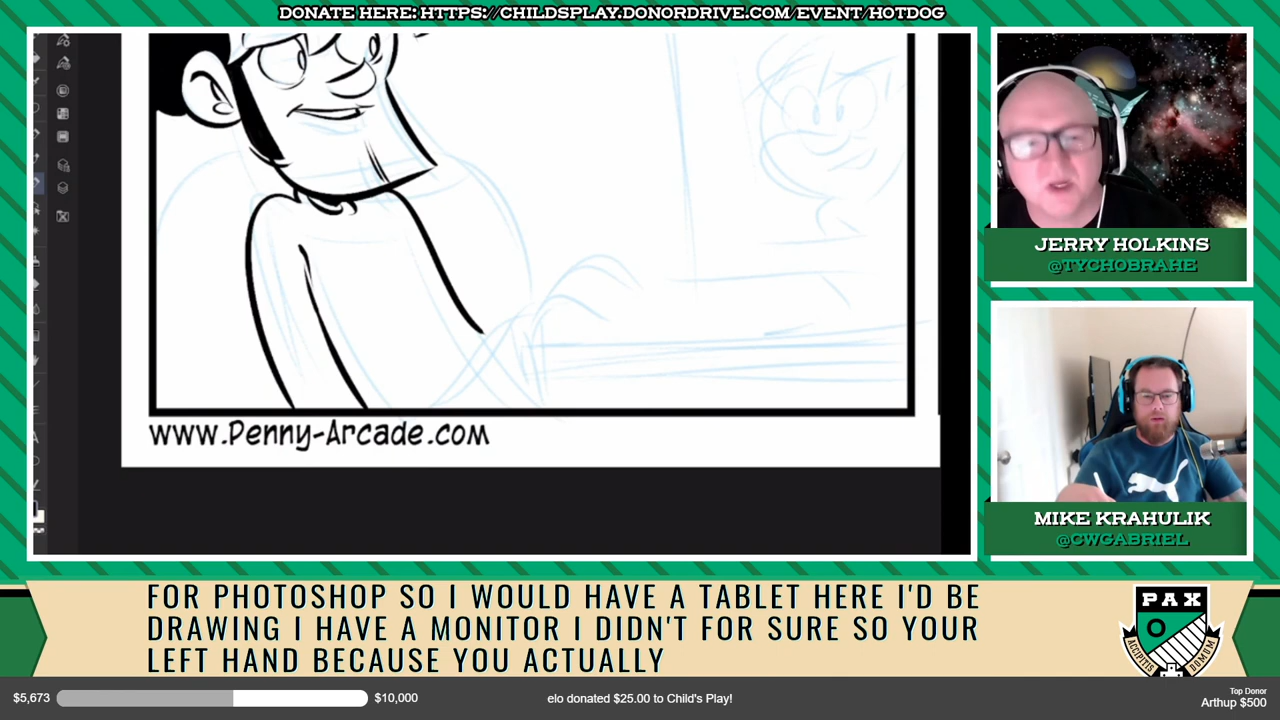 DONATE HERE: HTTPS://CHILDSPLAY.DONORDRIVE.COM/EVENT/HOTDOG
www.Penny-Arcade.com
JERRY HOLKINS
@TYCHOBRAHE
MIKE KRAHULIK
@CWGABRIEL
FOR PHOTOSHOP SO I WOULD HAVE A TABLET HERE I'D BE
DRAWING I HAVE A MONITOR I DIDN'T FOR SURE SO YOUR
LEFT HAND BECAUSE YOU ACTUALLY
PAX
O
ACCIPITIS DOMUM
$5,673
$10,000
elo donated $25.00 to Child's Play!
Top Donor
Arthup $500